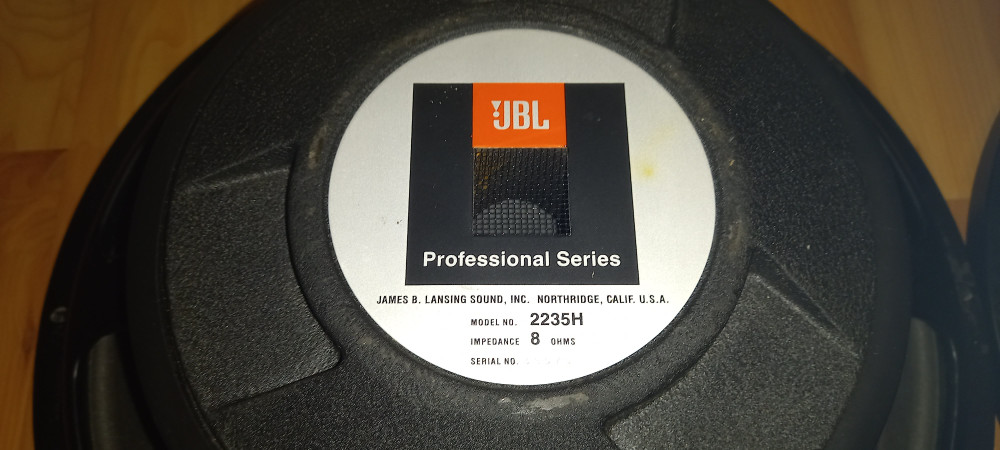 JBL
Professional Series
JAMES B. LANSING SOUND, INC. NORTHRIDGE, CALIF. U.S.A.
MODEL NO. 2235H
IMPEDANCE 8 OHMS
SERIAL NO.